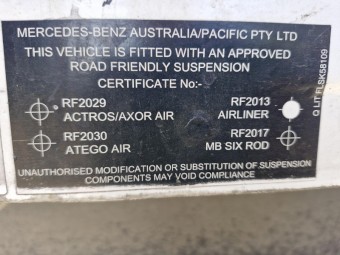 MERCEDES-BENZ AUSTRALIA/PACIFIC PTY LTD
THIS VEHICLE IS FITTED WITH AN APPROVED
ROAD FRIENDLY SUSPENSION
CERTIFICATE No:-
RF2029
ACTROS/AXOR AIR
RF2013
AIRLINER
RF2030
ATEGO AIR
RF2017
MB SIX ROD
UNAUTHORISED MODIFICATION OR SUBSTITUTION OF SUSPENSION
COMPONENTS MAY VOID COMPLIANCE
Q LIT FLSK58109